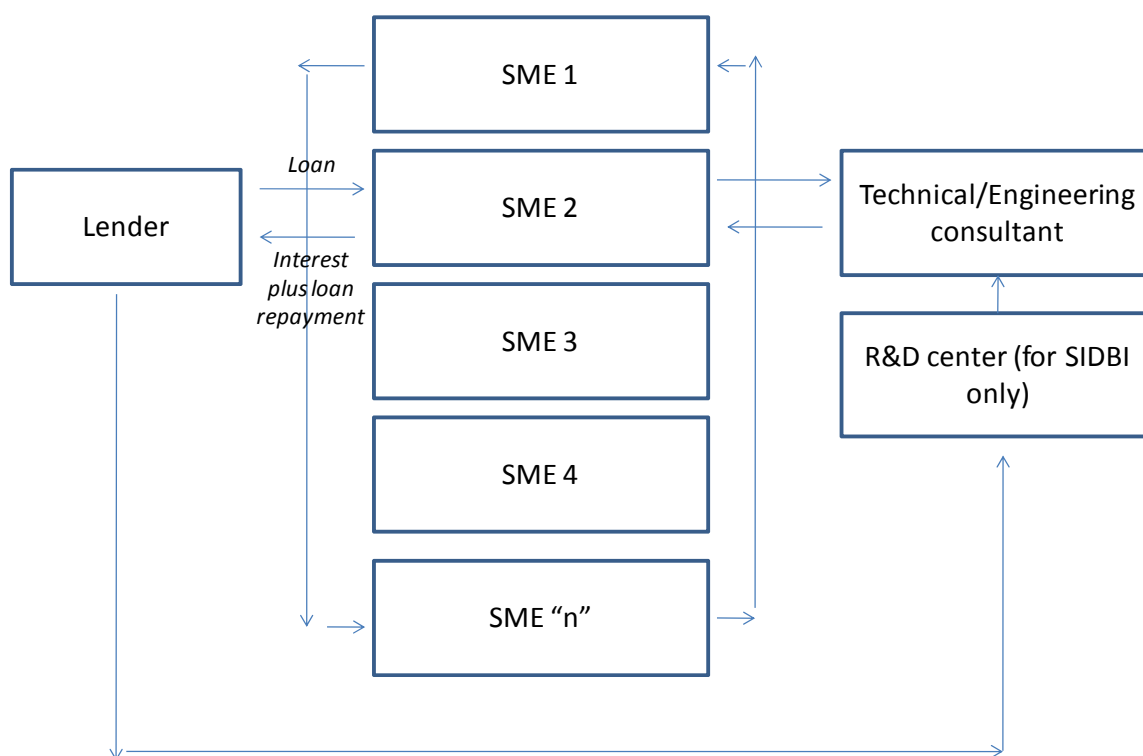 SME 1
Loan
Lender
SME 2
Technical/Engineering
consultant
Interest
plus loan
repayment
SME 3
R&D center (for SIDBI
only)
SME 4
SME “n”